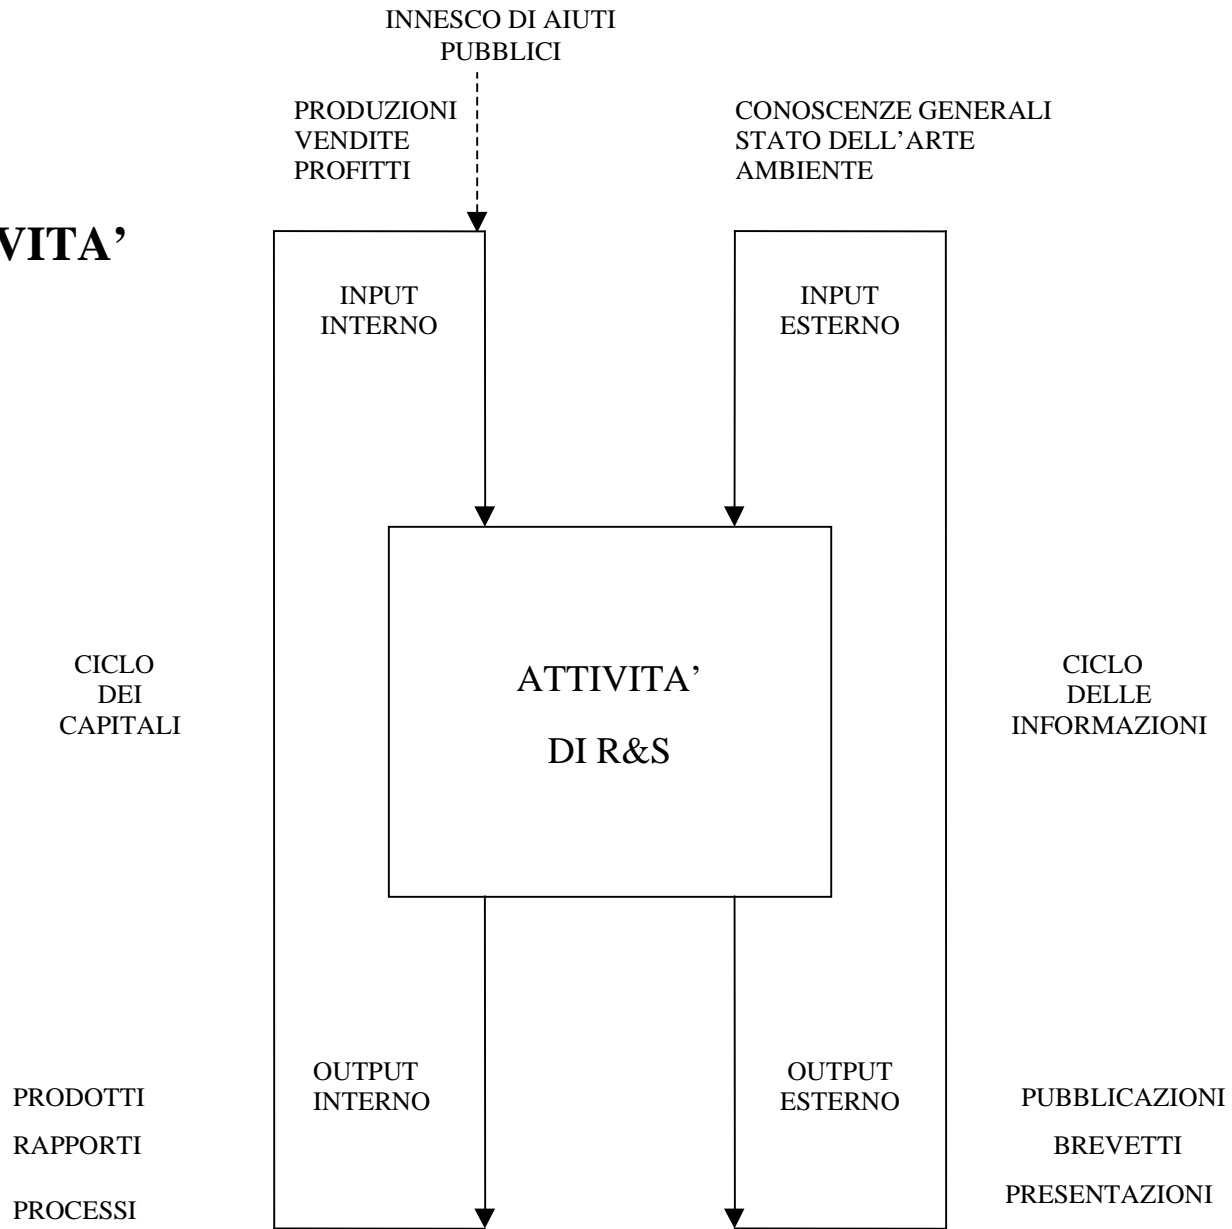 INNESCO DI AIUTI
PUBBLICI
PRODUZIONI
VENDITE
PROFITTI
CONOSCENZE GENERALI
STATO DELL’ARTE
AMBIENTE
VITA’
INPUT
INTERNO
INPUT
ESTERNO
CICLO
DEI
CAPITALI
ATTIVITA’
DI R&S
CICLO
DELLE
INFORMAZIONI
OUTPUT
INTERNO
OUTPUT
ESTERNO
PRODOTTI
RAPPORTI
PROCESSI
PUBBLICAZIONI
BREVETTI
PRESENTAZIONI